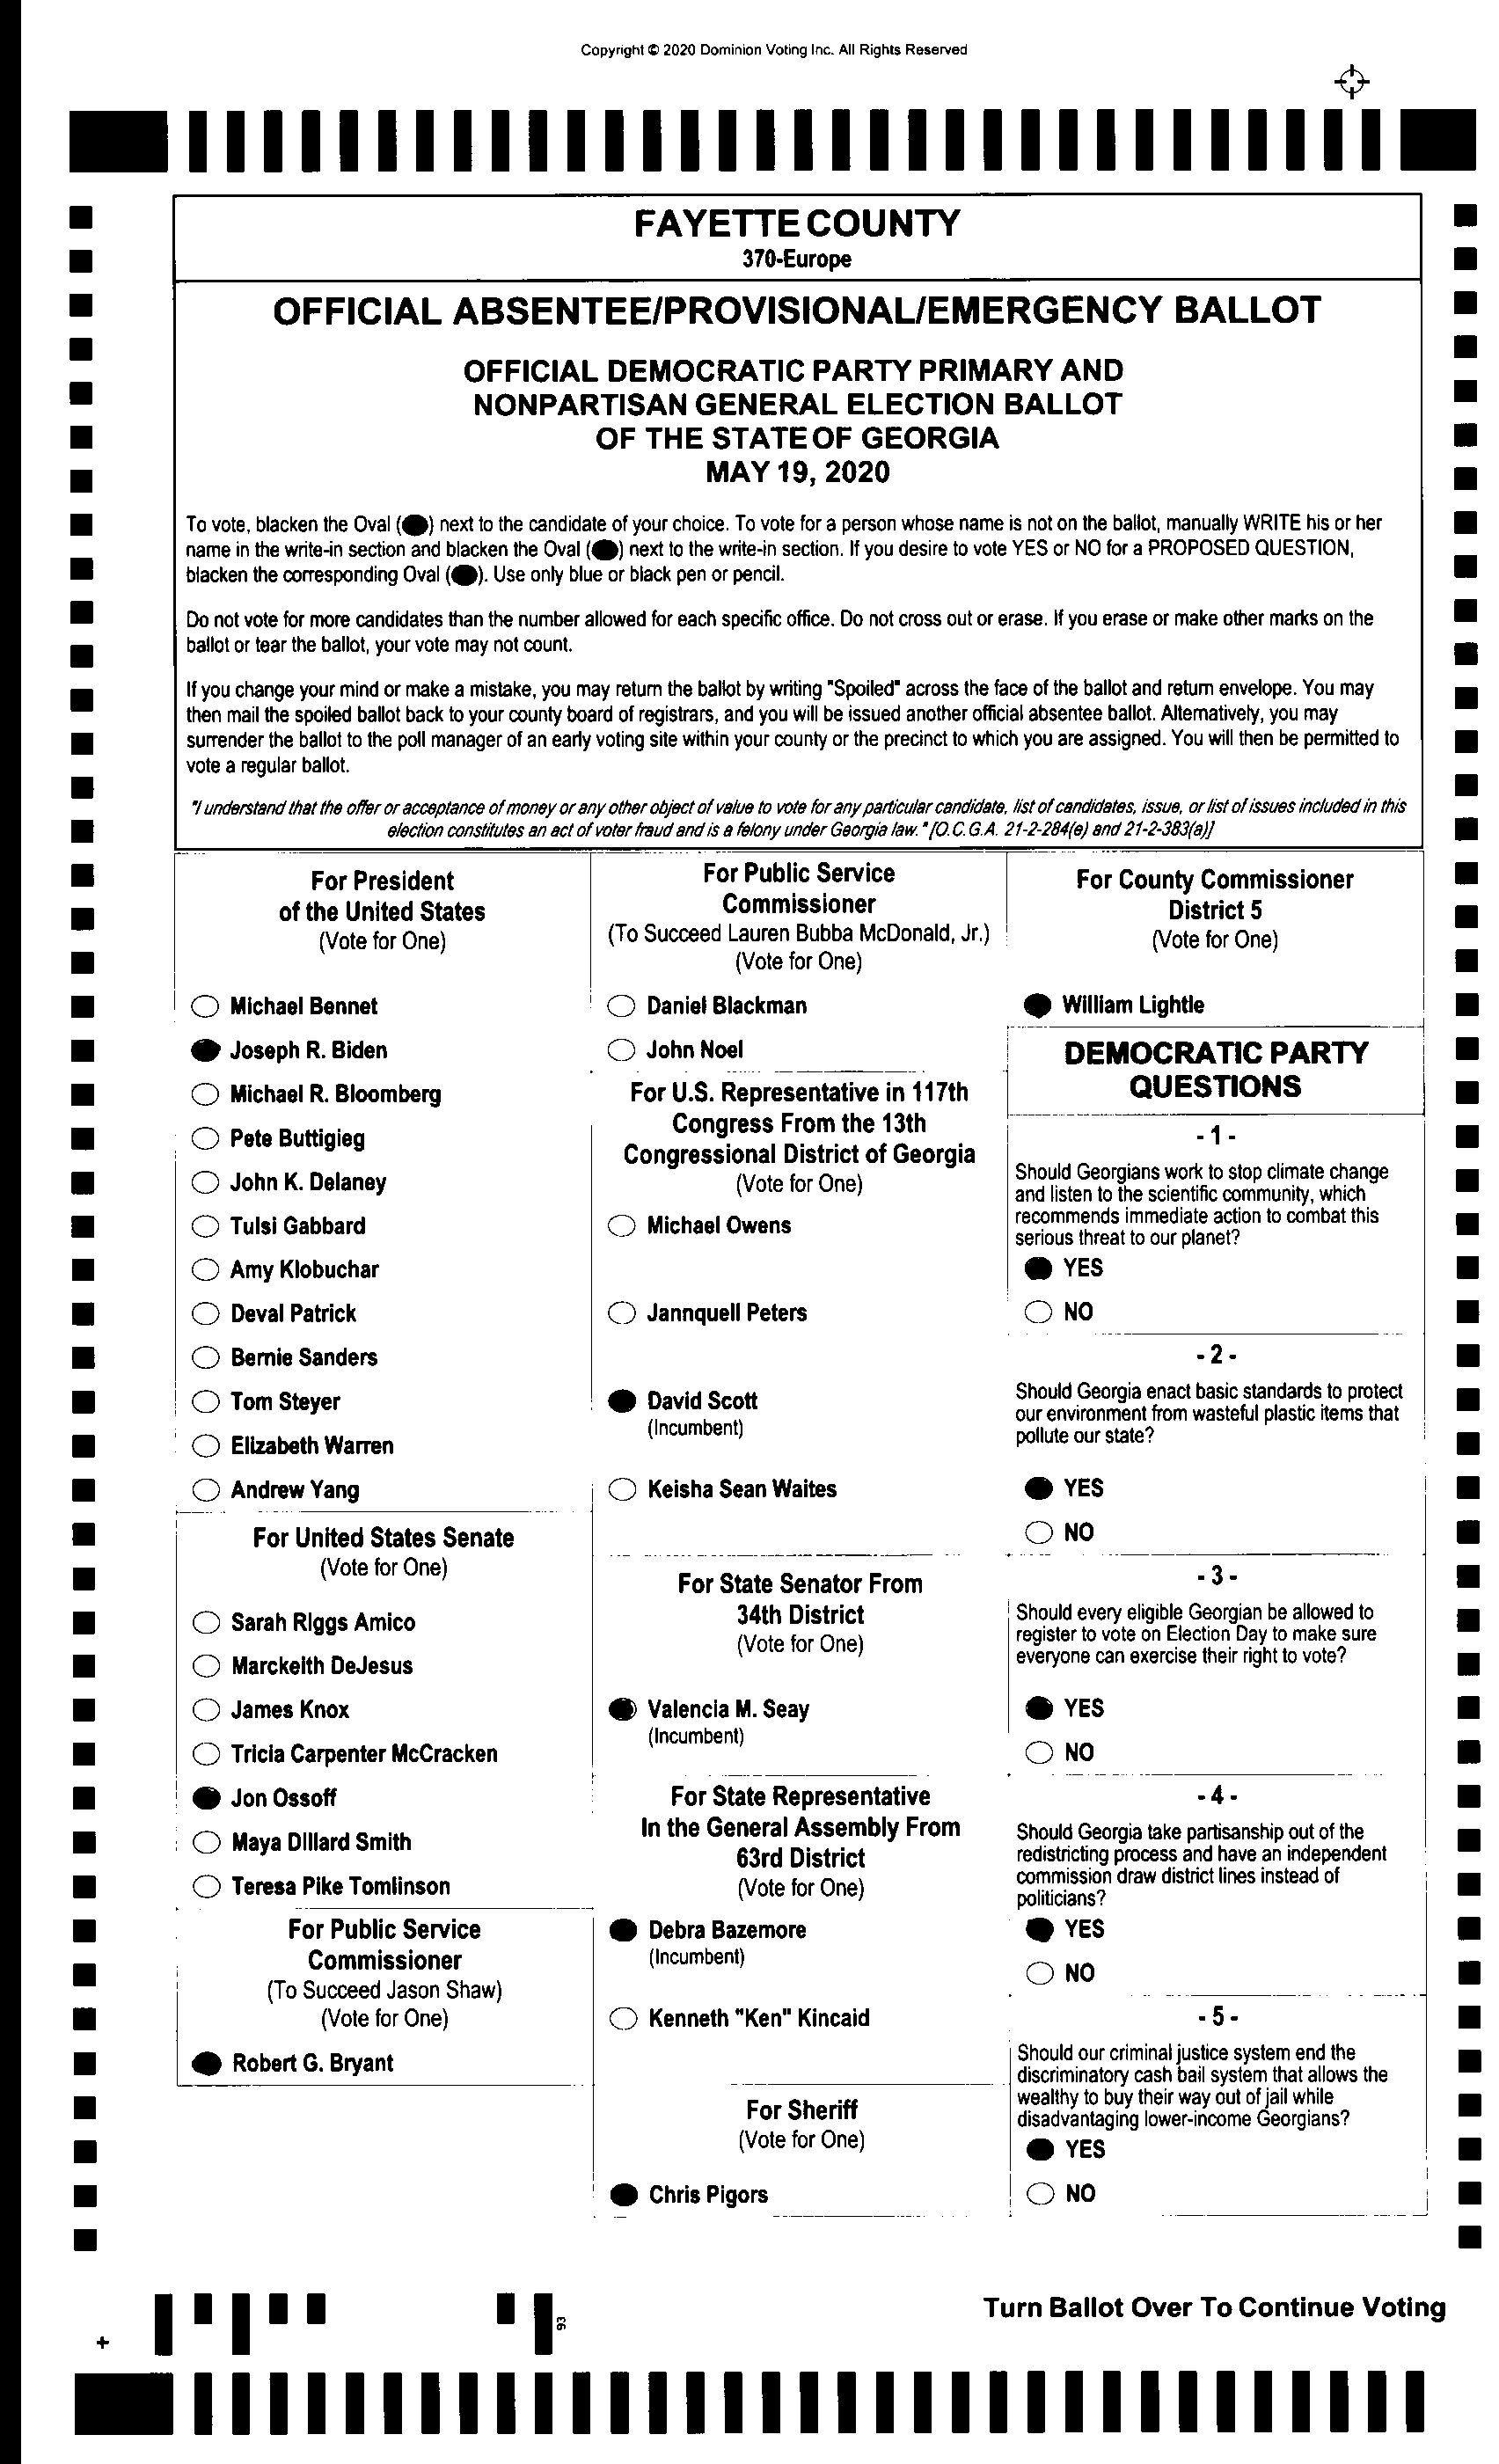 Copyright © 2020 Dominion Voting Inc. All Rights Reserved
FAYETTE COUNTY
370-Europe
OFFICIAL ABSENTEE/PROVISIONAL/EMERGENCY BALLOT
OFFICIAL DEMOCRATIC PARTY PRIMARY AND
NONPARTISAN GENERAL ELECTION BALLOT
OF THE STATE OF GEORGIA
MAY 19, 2020
To vote, blacken the Oval ( ) next to the candidate of your choice. To vote for a person whose name is not on the ballot, manually WRITE his or her
name in the write-in section and blacken the Oval ( ) next to the write-in section. If you desire to vote YES or NO for a PROPOSED QUESTION,
blacken the corresponding Oval ( ). Use only blue or black pen or pencil.
Do not vote for more candidates than the number allowed for each specific office. Do not cross out or erase. If you erase or make other marks on the
ballot or tear the ballot, your vote may not count.
If you change your mind or make a mistake, you may return the ballot by writing "Spoiled" across the face of the ballot and return envelope. You may
then mail the spoiled ballot back to your county board of registrars, and you will be issued another official absentee ballot. Alternatively, you may
surrender the ballot to the poll manager of an early voting site within your county or the precinct to which you are assigned. You will then be permitted to
vote a regular ballot.
"I understand that the offer or acceptance of money or any other object of value to vote for any particular candidate, list of candidates, issue, or list of issues included in this
election constitutes an act of voter fraud and is a felony under Georgia law." [O.C.G.A. 21-2-284(e) and 21-2-383(a)]
For President
of the United States
(Vote for One)
Michael Bennet
Joseph R. Biden
Michael R. Bloomberg
Pete Buttigieg
John K. Delaney
Tulsi Gabbard
Amy Klobuchar
Deval Patrick
Bernie Sanders
Tom Steyer
Elizabeth Warren
Andrew Yang
For United States Senate
(Vote for One)
Sarah Riggs Amico
Marckeith DeJesus
James Knox
Tricia Carpenter McCracken
Jon Ossoff
Maya Dillard Smith
Teresa Pike Tomlinson
For Public Service
Commissioner
(To Succeed Jason Shaw)
(Vote for One)
Robert G. Bryant
For Public Service
Commissioner
(To Succeed Lauren Bubba McDonald, Jr.)
(Vote for One)
Daniel Blackman
John Noel
For U.S. Representative in 117th
Congress From the 13th
Congressional District of Georgia
(Vote for One)
Michael Owens
Jannquell Peters
David Scott
(Incumbent)
Keisha Sean Waites
For State Senator From
34th District
(Vote for One)
Valencia M. Seay
(Incumbent)
For State Representative
In the General Assembly From
63rd District
(Vote for One)
Debra Bazemore
(Incumbent)
Kenneth "Ken" Kincaid
For Sheriff
(Vote for One)
Chris Pigors
For County Commissioner
District 5
(Vote for One)
William Lightle
DEMOCRATIC PARTY
QUESTIONS
- 1 -
Should Georgians work to stop climate change
and listen to the scientific community, which
recommends immediate action to combat this
serious threat to our planet?
YES
NO
- 2 -
Should Georgia enact basic standards to protect
our environment from wasteful plastic items that
pollute our state?
YES
NO
- 3 -
Should every eligible Georgian be allowed to
register to vote on Election Day to make sure
everyone can exercise their right to vote?
YES
NO
- 4 -
Should Georgia take partisanship out of the
redistricting process and have an independent
commission draw district lines instead of
politicians?
YES
NO
- 5 -
Should our criminal justice system end the
discriminatory cash bail system that allows the
wealthy to buy their way out of jail while
disadvantaging lower-income Georgians?
YES
NO
93
Turn Ballot Over To Continue Voting